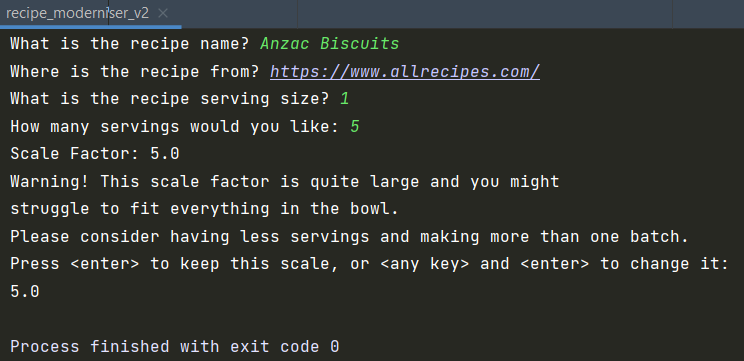 recipe_moderniser_v2
What is the recipe name? Anzac Biscuits
Where is the recipe from? https://www.allrecipes.com/
What is the recipe serving size? 1
How many servings would you like: 5
Scale Factor: 5.0
Warning! This scale factor is quite large and you might
struggle to fit everything in the bowl.
Please consider having less servings and making more than one batch.
Press <enter> to keep this scale, or <any key> and <enter> to change it:
5.0
Process finished with exit code 0